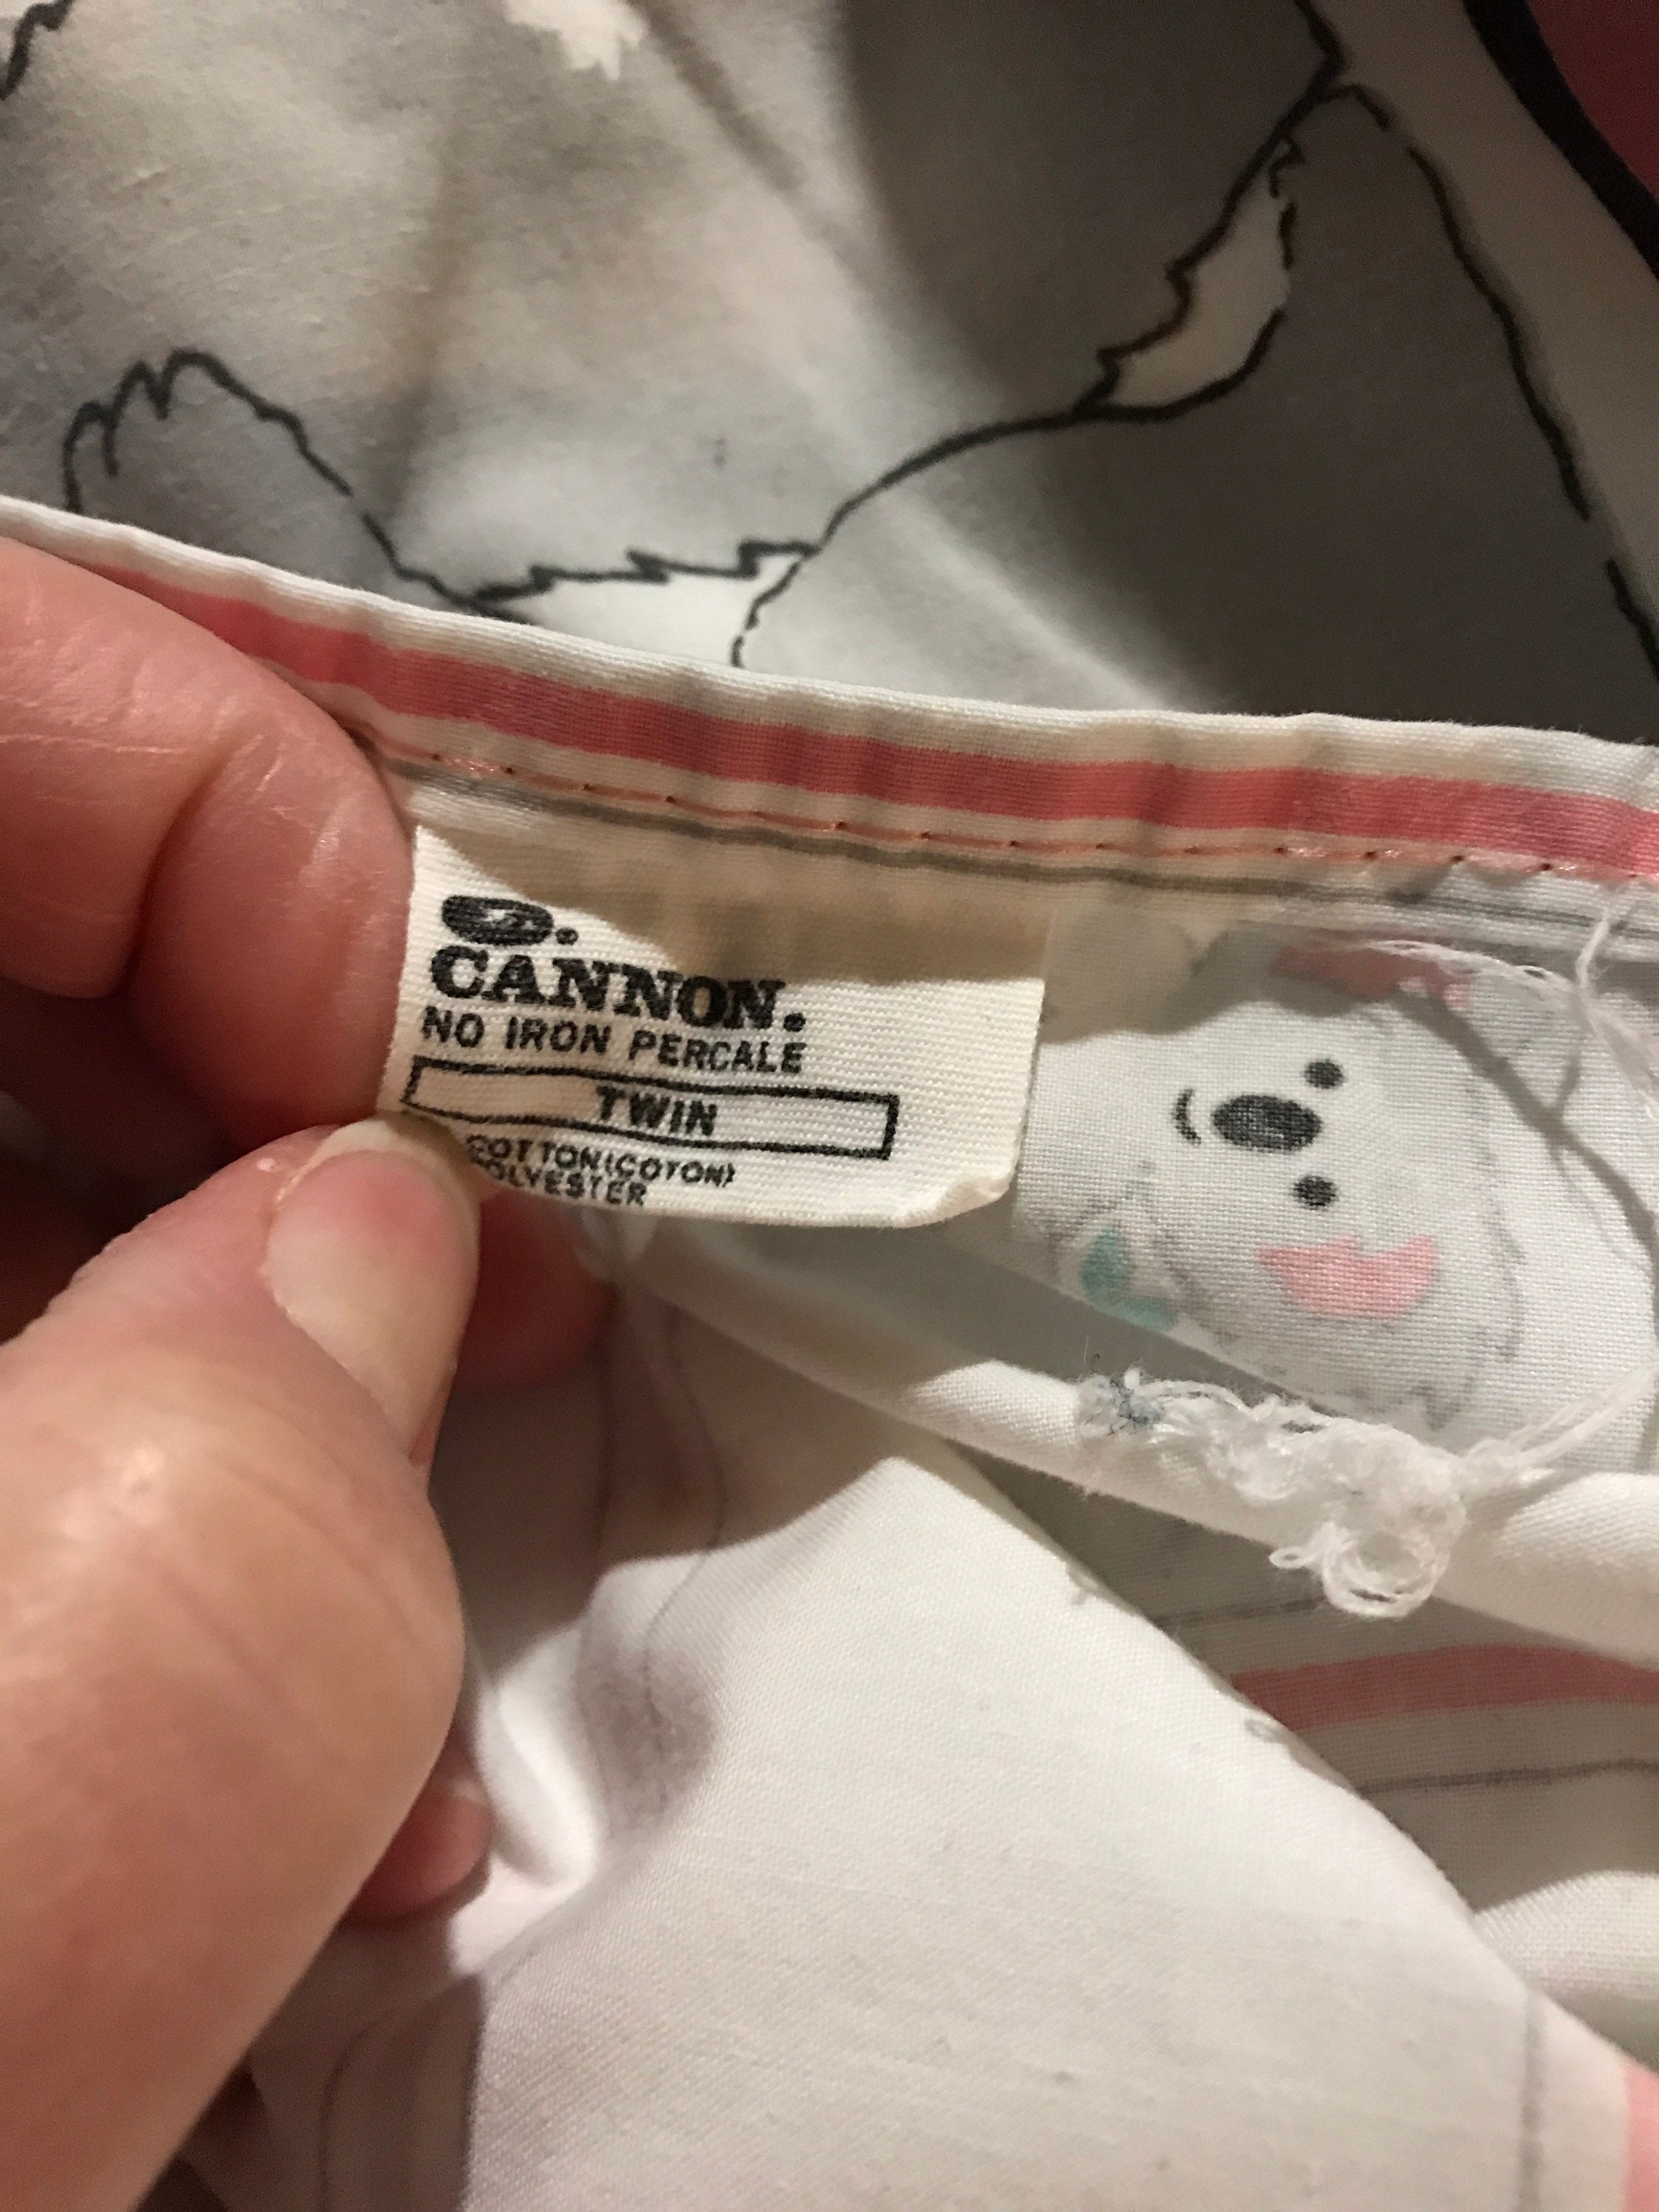 CANNON.
NO IRON PERCALE
TWIN
COTTON(COTON)
POLYESTER